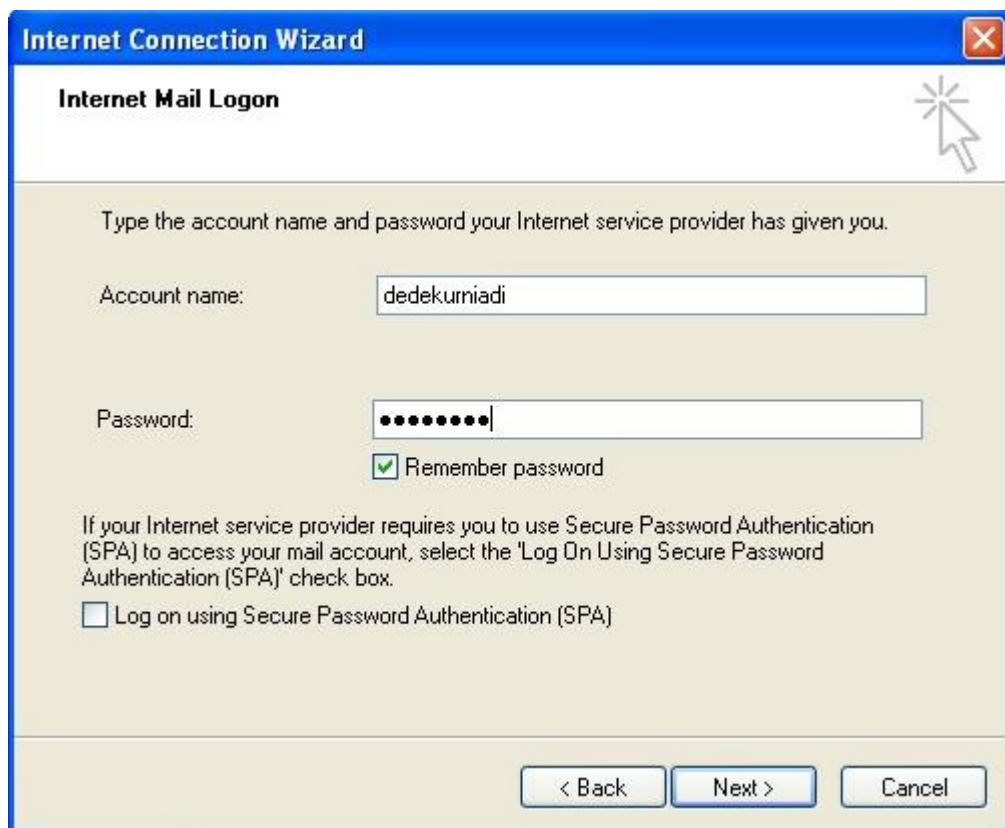 Internet Connection Wizard
Internet Mail Logon
Type the account name and password your Internet service provider has given you.
Account name: dedekurniadi
Password: ••••••••
Remember password
If your Internet service provider requires you to use Secure Password Authentication
(SPA) to access your mail account, select the 'Log On Using Secure Password
Authentication (SPA)' check box.
Log on using Secure Password Authentication (SPA)
< Back Next > Cancel